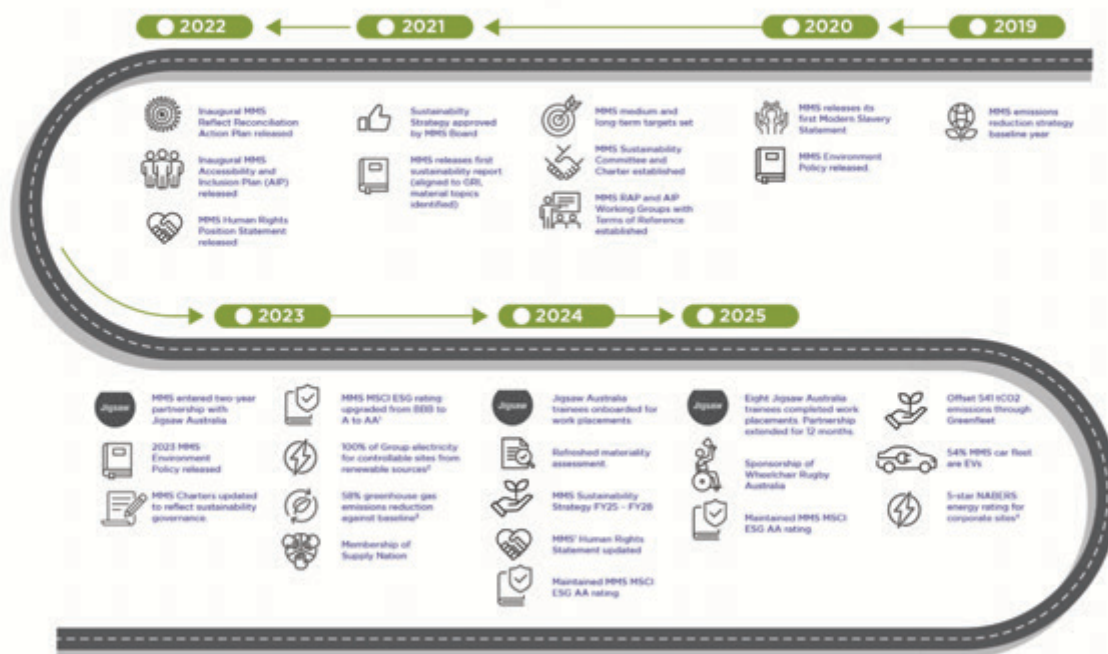 2022
2021
2020
2019
Inaugural MMS
Reflect Reconciliation
Action Plan released
Inaugural MMS
Accessibility and
Inclusion Plan (AIP)
released
MMS Human Rights
Position Statement
released
Sustainabilty
Strategy approved
by MMS Board
MMS releases first
sustainability report
(aligned to GRI,
material topics
identified)
MMS medium and
long-term targets set
MMS Sustainability
Committee and
Charter established
MMS RAP and AIP
Working Groups with
Terms of Reference
established
MMS releases its
first Modern Slavery
Statement
MMS Environment
Policy released
MMS emissions
reduction strategy
baseline year
2023
2024
2025
Jigsaw
MMS entered two-year
partnership with
Jigsaw Australia
2023 MMS
Environment
Policy released
MMS Charters updated
to reflect sustainability
governance
MMS MSCI ESG rating
upgraded from BBB to
A to AA¹
100% of Group electricity
for controllable sites from
renewable sources²
58% greenhouse gas
emissions reduction
against baseline³
Membership of
Supply Nation
Jigsaw
Jigsaw Australia
trainees onboarded for
work placements
Refreshed materiality
assessment
MMS Sustainability
Strategy FY25 – FY28
MMS' Human Rights
Statement updated
Maintained MMS MSCI
ESG AA rating
Jigsaw
Eight Jigsaw Australia
trainees completed work
placements. Partnership
extended for 12 months.
Sponsorship of
Wheelchair Rugby
Australia
Maintained MMS MSCI
ESG AA rating
Offset 541 tCO2
emissions through
Greenfleet
54% MMS car fleet
are EVs
5-star NABERS
energy rating for
corporate sites⁴